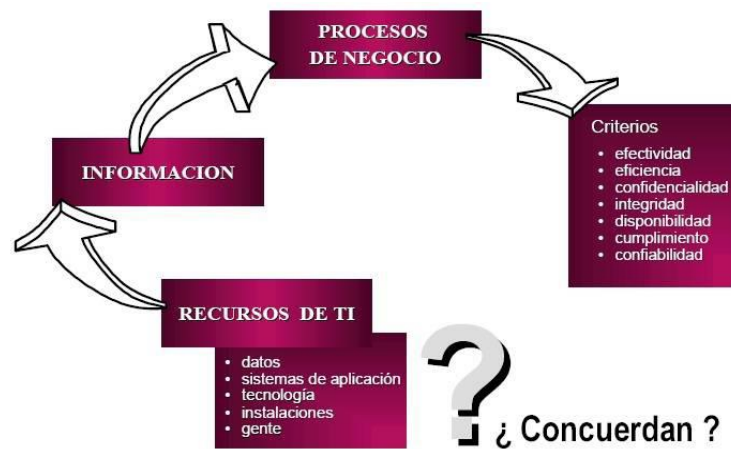 PROCESOS
DE NEGOCIO
Criterios
• efectividad
• eficiencia
• confidencialidad
• integridad
• disponibilidad
• cumplimiento
• confiabilidad
INFORMACION
RECURSOS DE TI
• datos
• sistemas de aplicación
• tecnología
• instalaciones
• gente
?
¿ Concuerdan ?